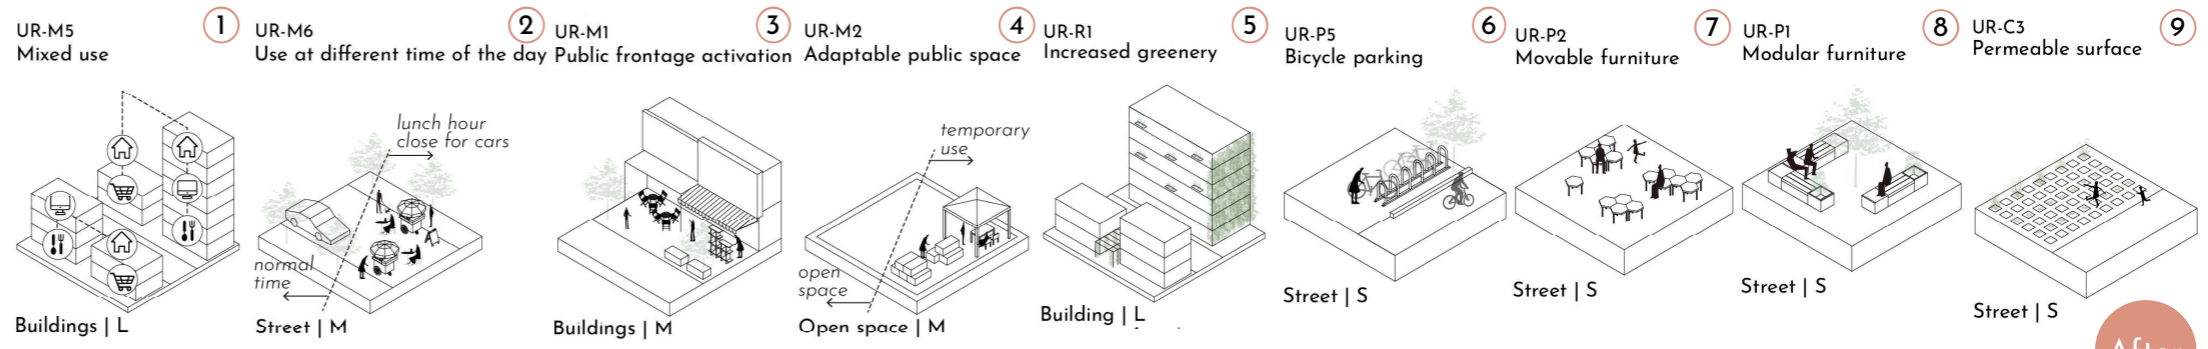 UR-M5
Mixed use
1
Buildings | L
UR-M6
Use at different time of the day
2
lunch hour
close for cars
normal
time
Street | M
UR-M1
Public frontage activation
3
Buildings | M
UR-M2
Adaptable public space
4
temporary
use
open
space
Open space | M
UR-R1
Increased greenery
5
Building | L
UR-P5
Bicycle parking
6
Street | S
UR-P2
Movable furniture
7
Street | S
UR-P1
Modular furniture
8
Street | S
UR-C3
Permeable surface
9
Street | S
After